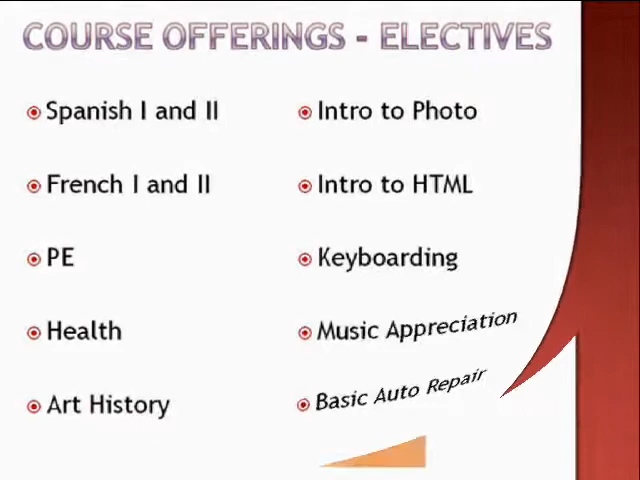 COURSE OFFERINGS - ELECTIVES
Spanish I and II
French I and II
PE
Health
Art History
Intro to Photo
Intro to HTML
Keyboarding
Music Appreciation
Basic Auto Repair